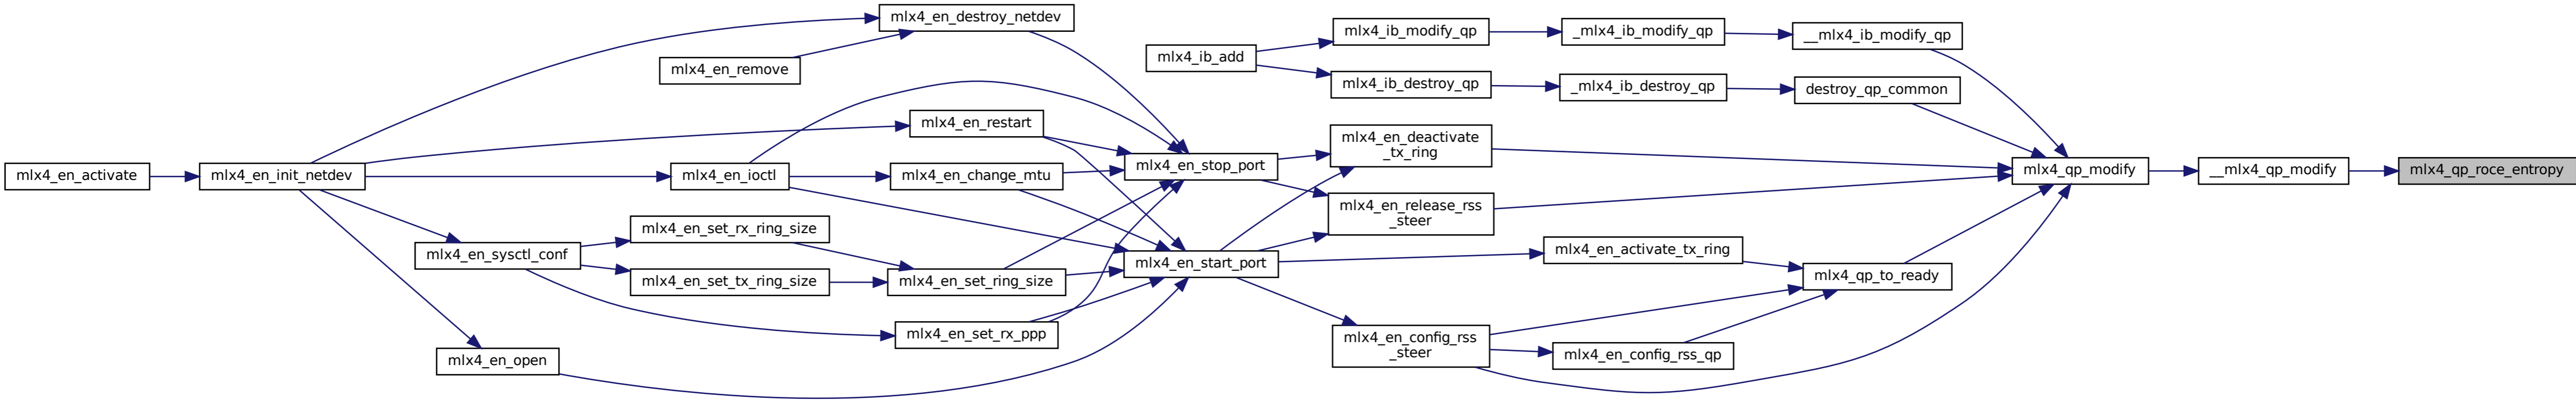 mlx4_en_destroy_netdev
mlx4_ib_modify_qp
_mlx4_ib_modify_qp
__mlx4_ib_modify_qp
mlx4_en_remove
mlx4_ib_add
mlx4_ib_destroy_qp
_mlx4_ib_destroy_qp
destroy_qp_common
mlx4_en_restart
mlx4_en_deactivate
_tx_ring
mlx4_en_activate
mlx4_en_init_netdev
mlx4_en_ioctl
mlx4_en_change_mtu
mlx4_en_stop_port
mlx4_qp_modify
__mlx4_qp_modify
mlx4_qp_roce_entropy
mlx4_en_release_rss
_steer
mlx4_en_set_rx_ring_size
mlx4_en_sysctl_conf
mlx4_en_start_port
mlx4_en_activate_tx_ring
mlx4_en_set_tx_ring_size
mlx4_en_set_ring_size
mlx4_qp_to_ready
mlx4_en_set_rx_ppp
mlx4_en_config_rss
_steer
mlx4_en_config_rss_qp
mlx4_en_open